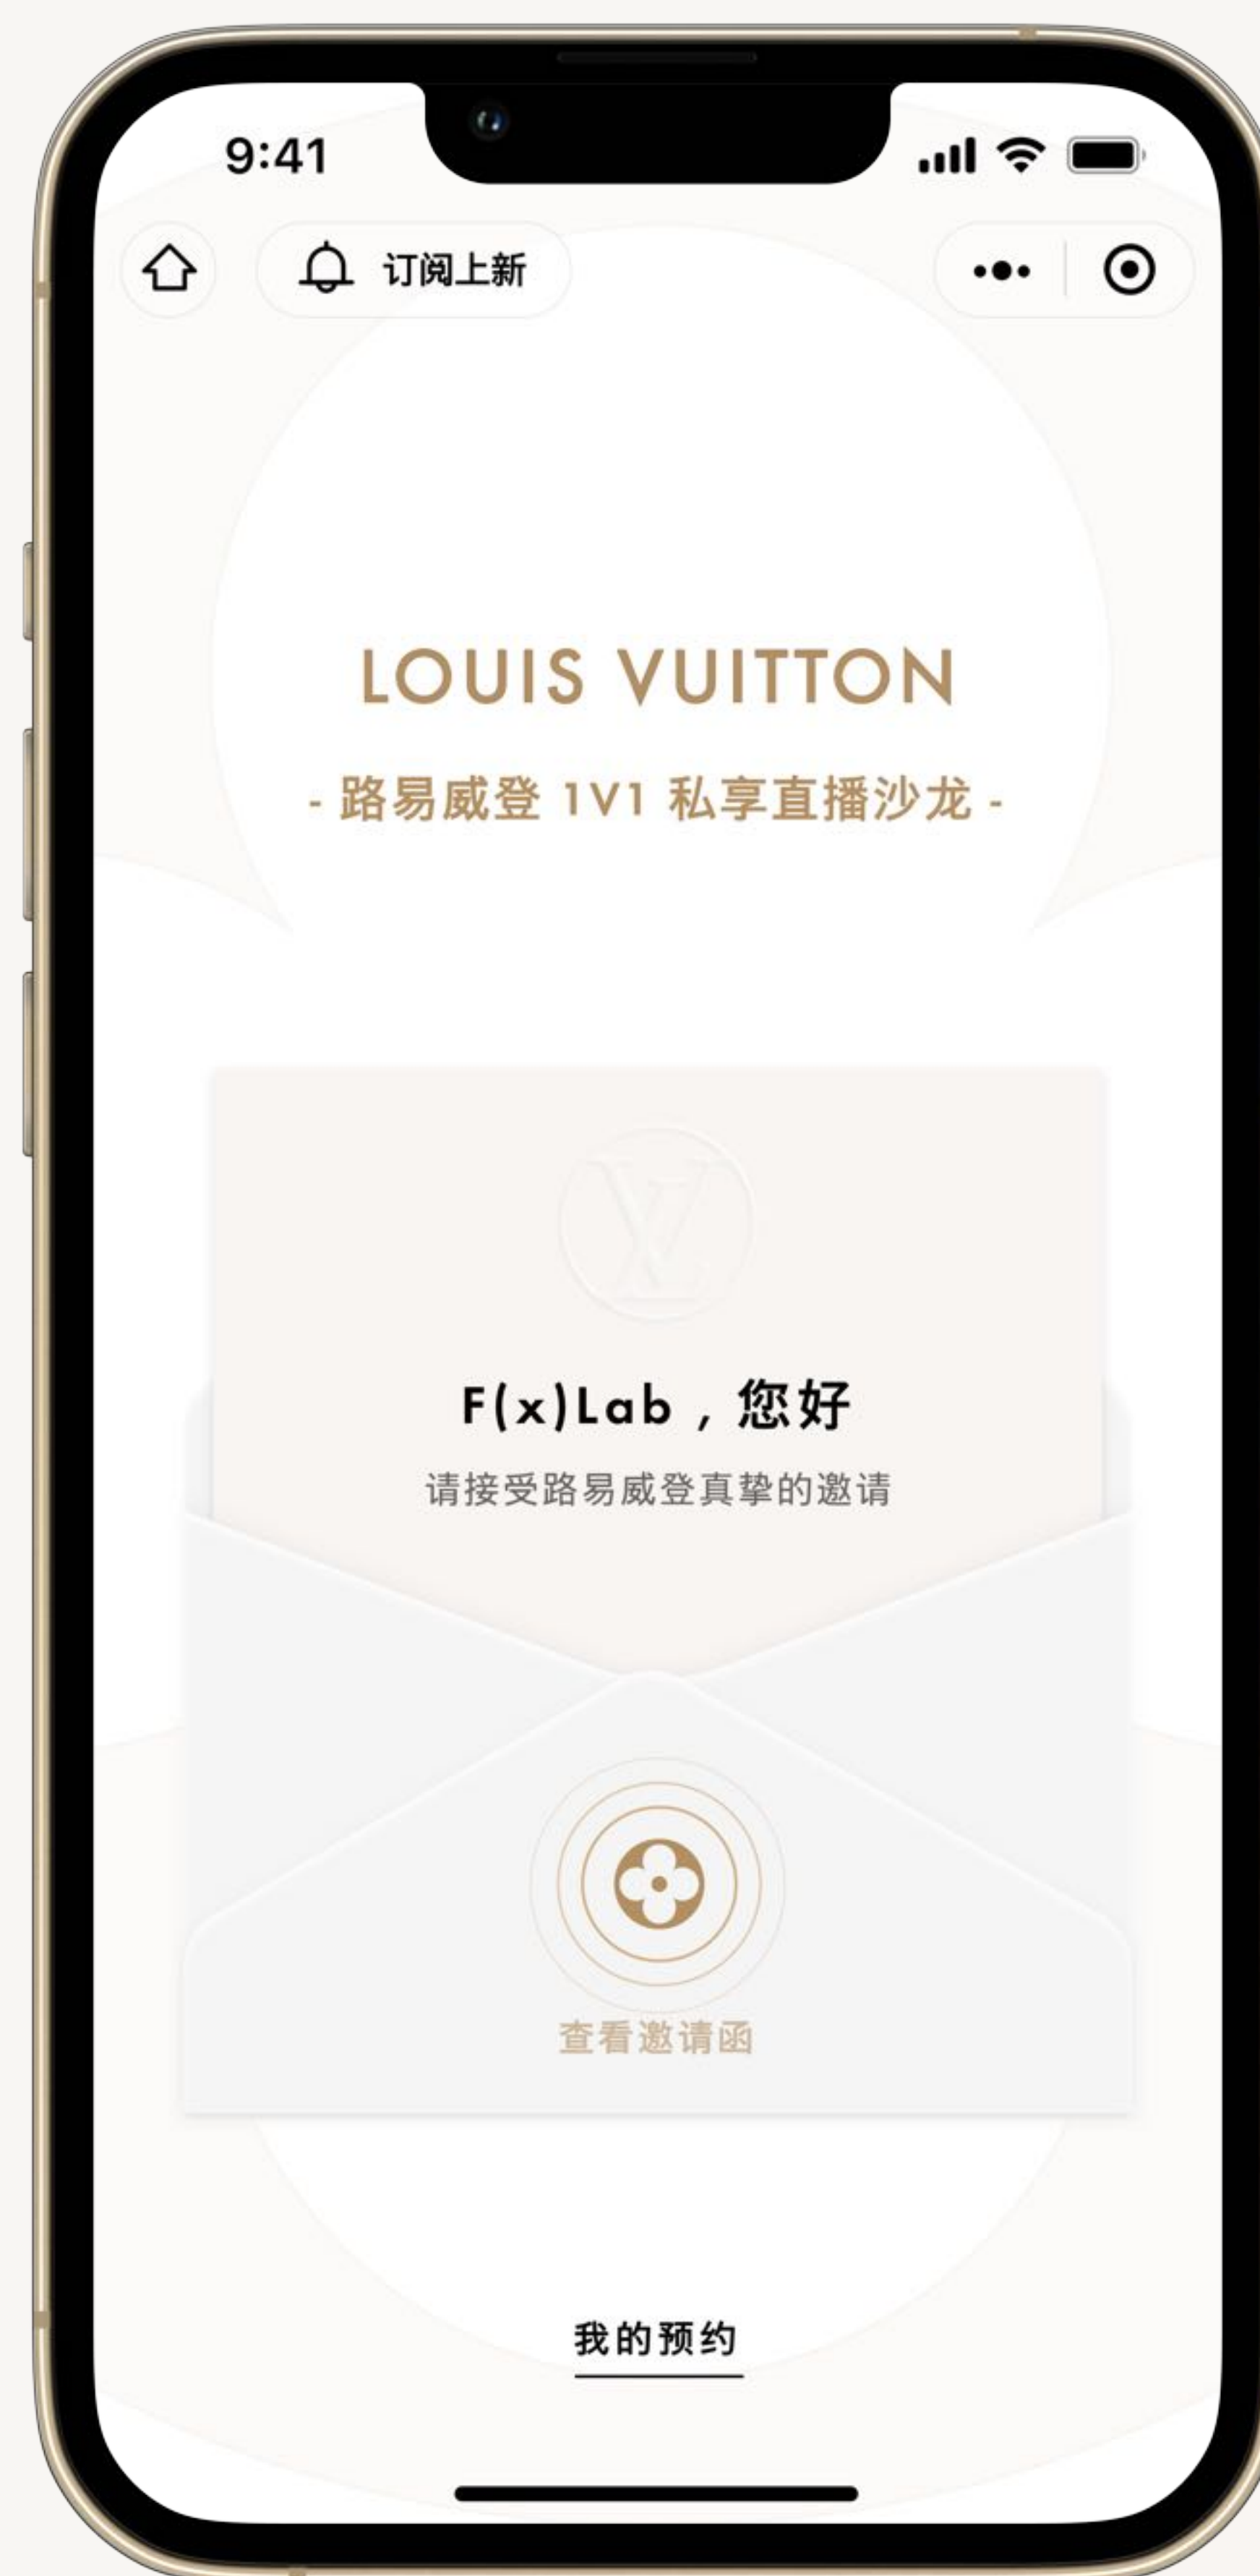 9:41
订阅上新
LOUIS VUITTON
- 路易威登 1V1 私享直播沙龙 -
LV
F(x)Lab , 您好
请接受路易威登真挚的邀请
查看邀请函
我的预约